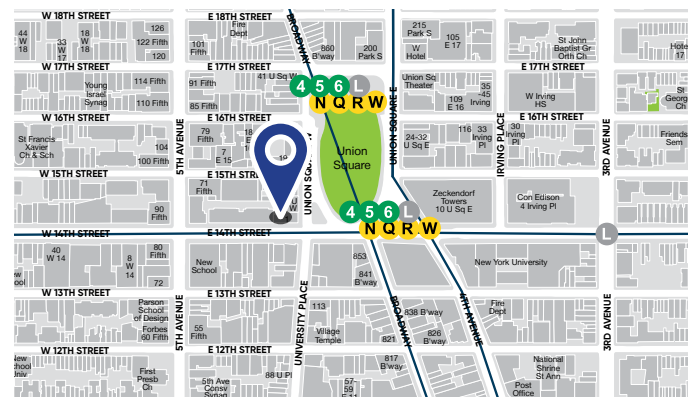 W 18TH STREET
E 18TH STREET
BROADWAY
44
W
18
33
W
17
18
W
18
126
122 Fifth
120
101
Fifth
Fire
Dept
860
B'way
200
Park S
215
Park S
W
Hotel
105
E 17
St John
Baptist Gr
Orth Ch
Hote
17
W 17TH STREET
E 17TH STREET
E 17TH STREET
Young
Israel
Synag
114 Fifth
110 Fifth
91 Fifth
85 Fifth
41 U Sq W
4 5 6 L
N Q R W
UNION SQUARE E
Union Sq
Theater
109
E 16
35
-45
Irving
W Irving
HS
St
Georg
Ch
W 16TH STREET
E 16TH STREET
E 16TH STREET
5TH AVENUE
St Francis
Xavier
Ch & Sch
104
100 Fifth
79
Fifth
7
E 15
Union
Square
24-32
U Sq E
116
33
Irving
Pl
30
Irving
Pl
IRVING PLACE
3RD AVENUE
Friends
Sem
W 15TH STREET
E 15TH STREET
90
Fifth
71
Fifth
4 5 6 L
N Q R W
Zeckendorf
Towers
10 U Sq E
Con Edison
4 Irving Pl
L
W 14TH STREET
E 14TH STREET
40
W 14
8
W
14
80
Fifth
72
New
School
853
841
B'way
New York University
W 13TH STREET
E 13TH STREET
5TH AVENUE
UNIVERSITY PLACE
BROADWAY
4TH AVENUE
3RD AVENUE
Parson
School
of Design
Forbes
60 Fifth
55
Fifth
113
Village
Temple
838 B'way
826
B'way
821
Fire
Dept
W 12TH STREET
E 12TH STREET
First
Presb
Ch
5th Ave
Consv
Synag
88 U Pl
57-
59
817
B'way
National
Shrine
St Ann
Post
Office